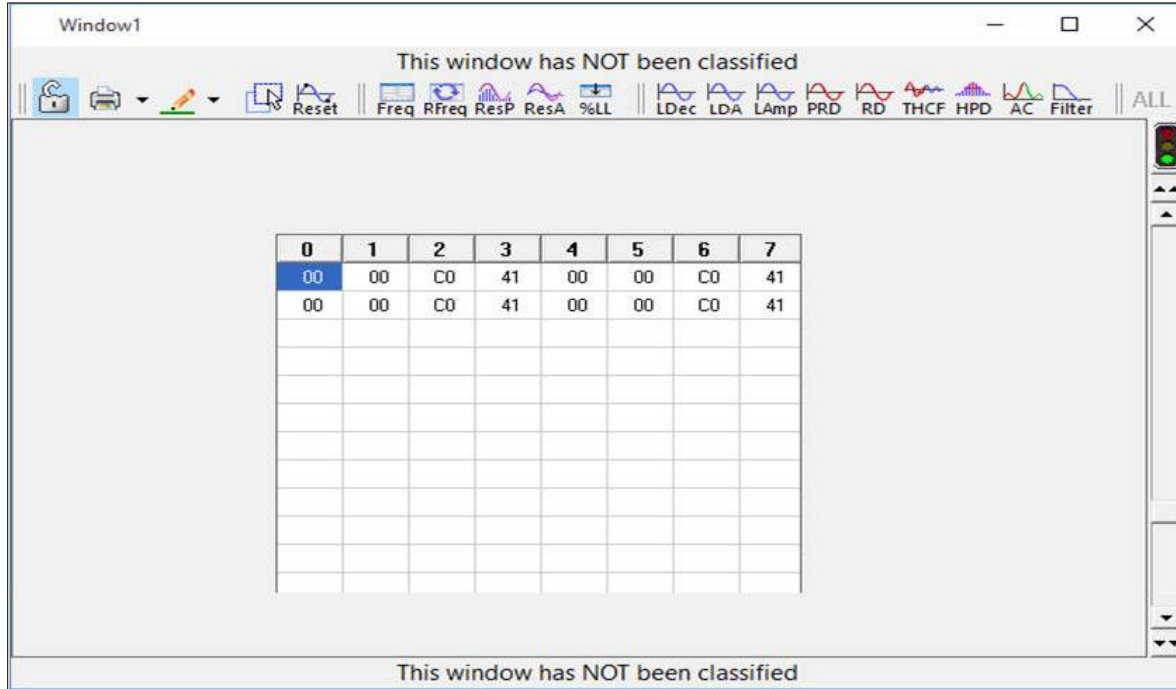 Window1
This window has NOT been classified
Reset Freq RFreq ResP ResA %LL LDec LDA LAmp PRD RD THCF HPD AC Filter ALL
0 1 2 3 4 5 6 7
00 00 C0 41 00 00 C0 41
00 00 C0 41 00 00 C0 41
This window has NOT been classified